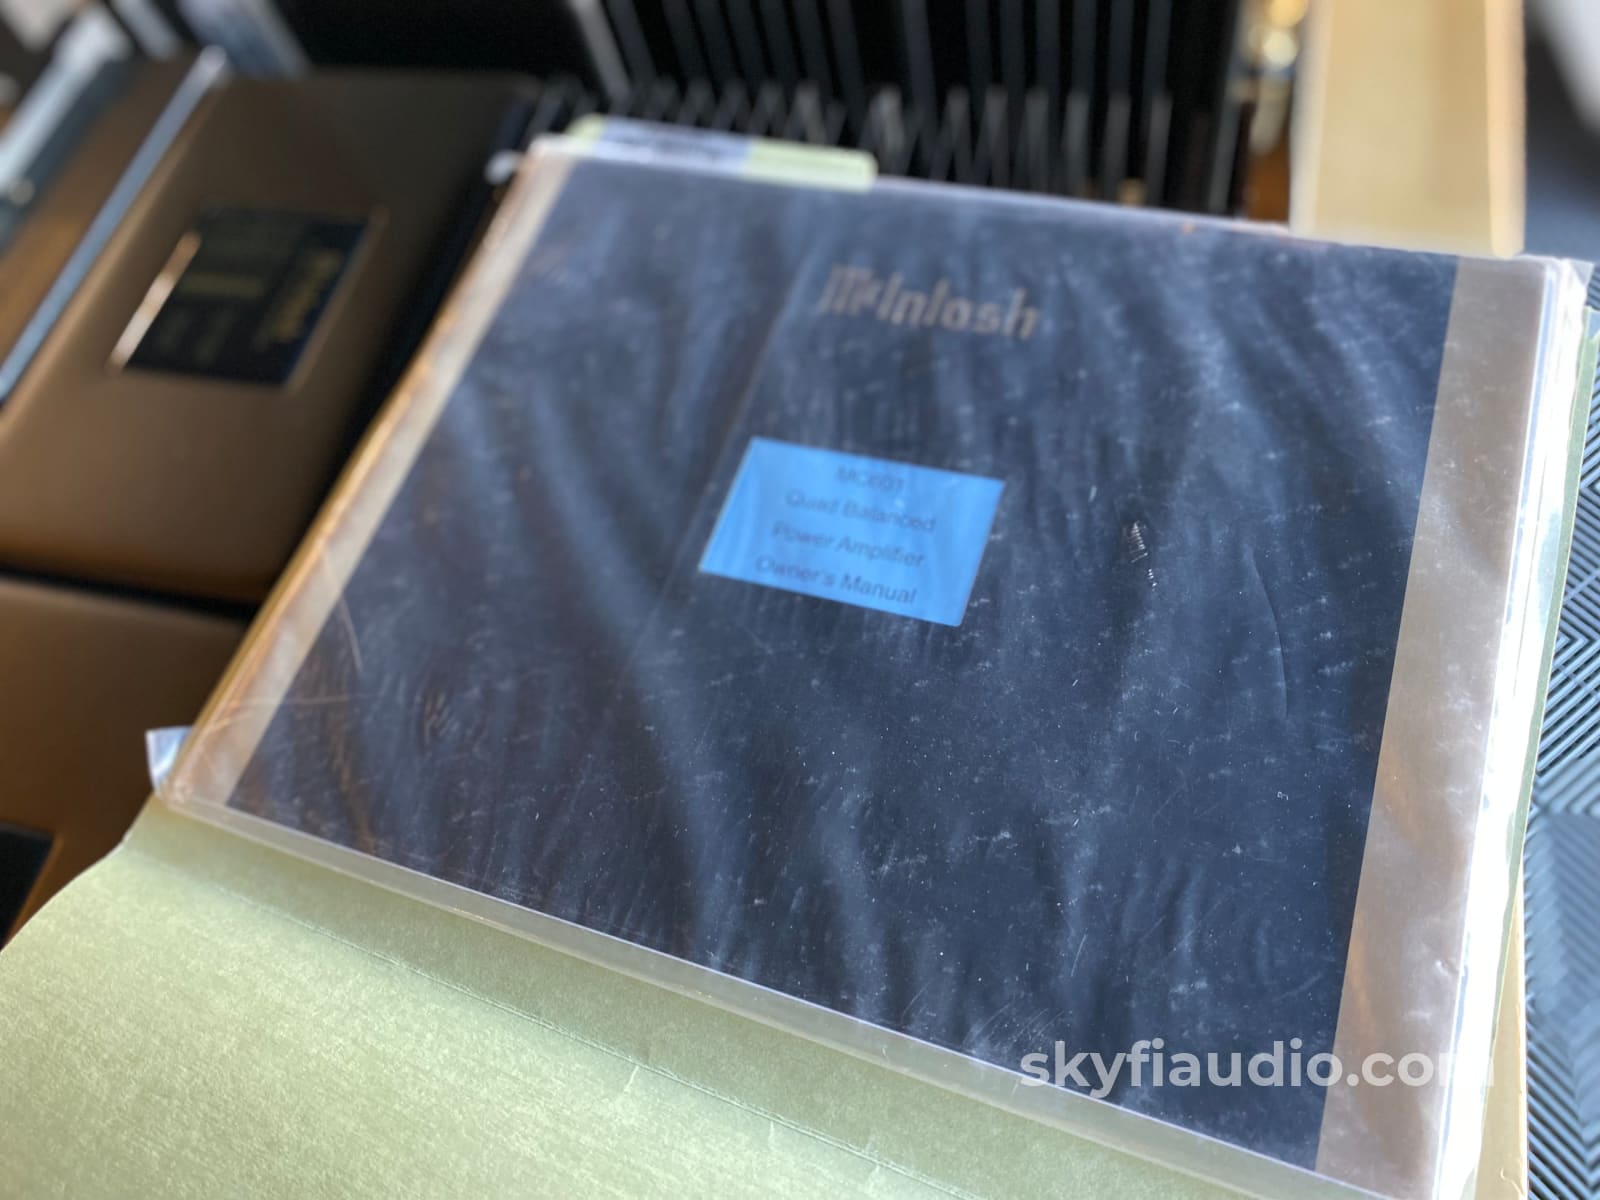 McIntosh
MC601
Quad Balanced
Power Amplifier
Owner's Manual
skyfiaudio.com